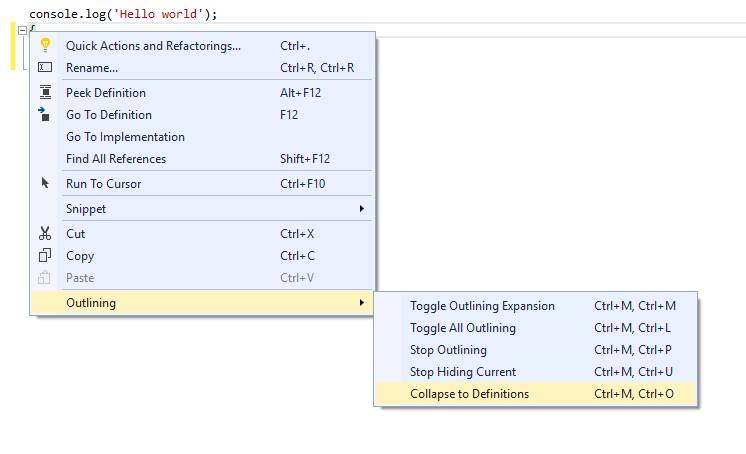 console.log('Hello world');
{
Quick Actions and Refactorings... Ctrl+.
Rename... Ctrl+R, Ctrl+R
Peek Definition Alt+F12
Go To Definition F12
Go To Implementation
Find All References Shift+F12
Run To Cursor Ctrl+F10
Snippet
Cut Ctrl+X
Copy Ctrl+C
Paste Ctrl+V
Outlining
Toggle Outlining Expansion Ctrl+M, Ctrl+M
Toggle All Outlining Ctrl+M, Ctrl+L
Stop Outlining Ctrl+M, Ctrl+P
Stop Hiding Current Ctrl+M, Ctrl+U
Collapse to Definitions Ctrl+M, Ctrl+O